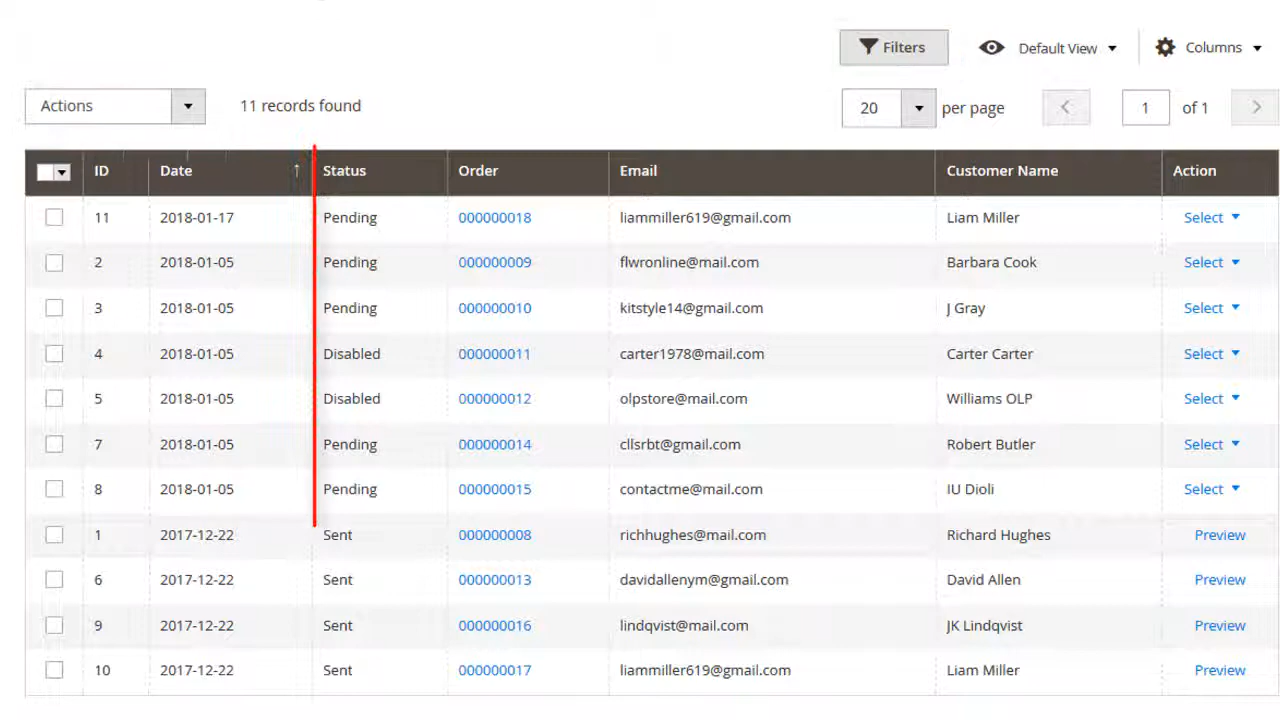 Filters Default View Columns
Actions 11 records found 20 per page 1 of 1
ID Date ↑ Status Order Email Customer Name Action
11 2018-01-17 Pending 000000018 liammiller619@gmail.com Liam Miller Select
2 2018-01-05 Pending 000000009 flwronline@mail.com Barbara Cook Select
3 2018-01-05 Pending 000000010 kitstyle14@gmail.com J Gray Select
4 2018-01-05 Disabled 000000011 carter1978@mail.com Carter Carter Select
5 2018-01-05 Disabled 000000012 olpstore@mail.com Williams OLP Select
7 2018-01-05 Pending 000000014 cllsrbt@gmail.com Robert Butler Select
8 2018-01-05 Pending 000000015 contactme@mail.com IU Dioli Select
1 2017-12-22 Sent 000000008 richhughes@mail.com Richard Hughes Preview
6 2017-12-22 Sent 000000013 davidallenym@gmail.com David Allen Preview
9 2017-12-22 Sent 000000016 lindqvist@mail.com JK Lindqvist Preview
10 2017-12-22 Sent 000000017 liammiller619@gmail.com Liam Miller Preview